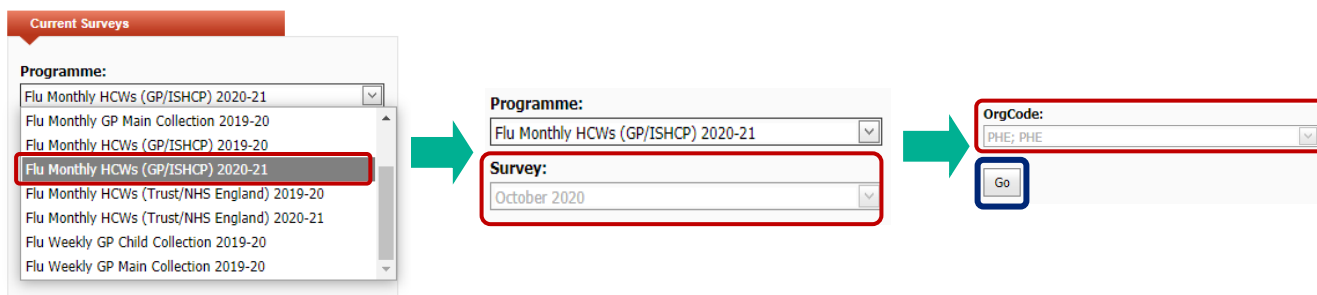 Current Surveys
Programme:
Flu Monthly HCWs (GP/ISHCP) 2020-21
Flu Monthly GP Main Collection 2019-20
Flu Monthly HCWs (GP/ISHCP) 2019-20
Flu Monthly HCWs (GP/ISHCP) 2020-21
Flu Monthly HCWs (Trust/NHS England) 2019-20
Flu Monthly HCWs (Trust/NHS England) 2020-21
Flu Weekly GP Child Collection 2019-20
Flu Weekly GP Main Collection 2019-20
Programme:
Flu Monthly HCWs (GP/ISHCP) 2020-21
Survey:
October 2020
OrgCode:
PHE; PHE
Go